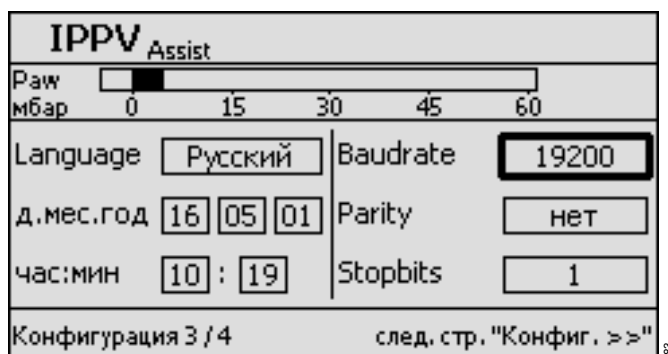 IPPV Assist
Paw
мбар 0 15 30 45 60
Language Русский Baudrate 19200
д.мес.год 16 05 01 Parity нет
час:мин 10 : 19 Stopbits 1
Конфигурация 3 / 4 след. стр. "Конфиг. >>"